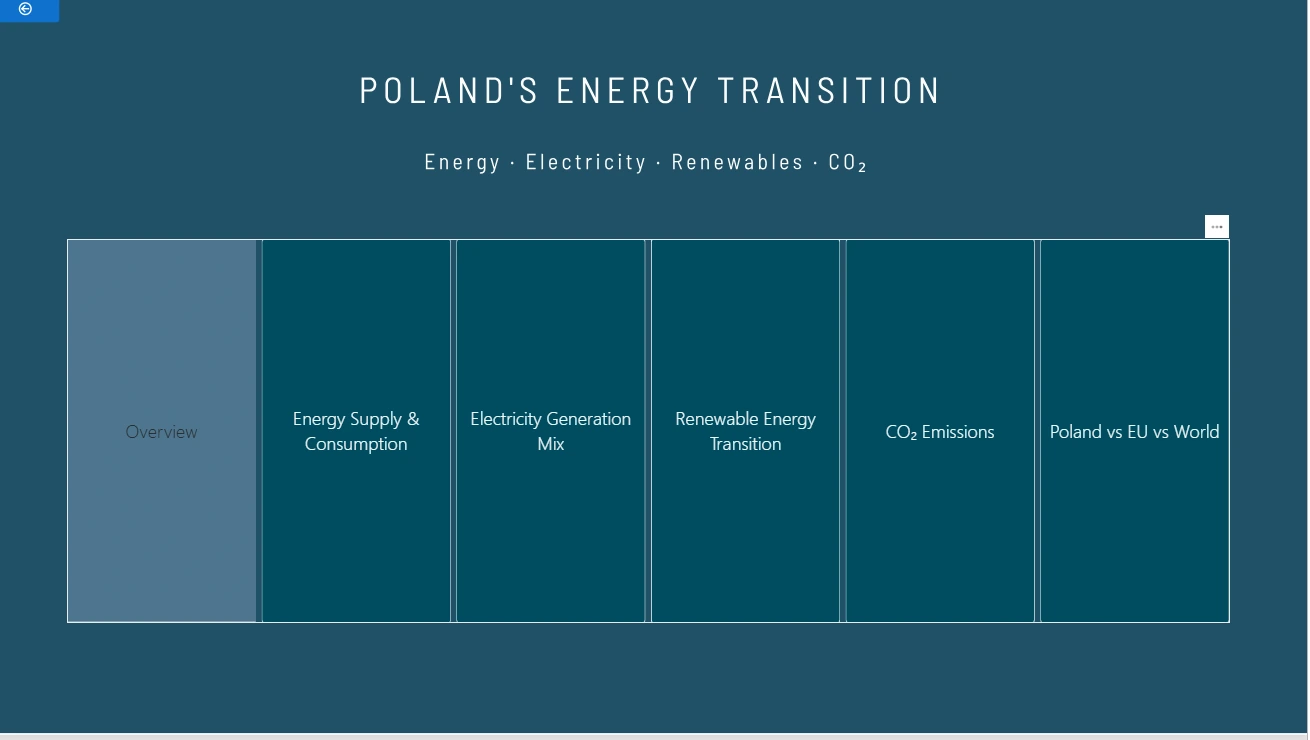 POLAND'S ENERGY TRANSITION
Energy · Electricity · Renewables · CO₂
Overview
Energy Supply &
Consumption
Electricity Generation
Mix
Renewable Energy
Transition
CO₂ Emissions
Poland vs EU vs World